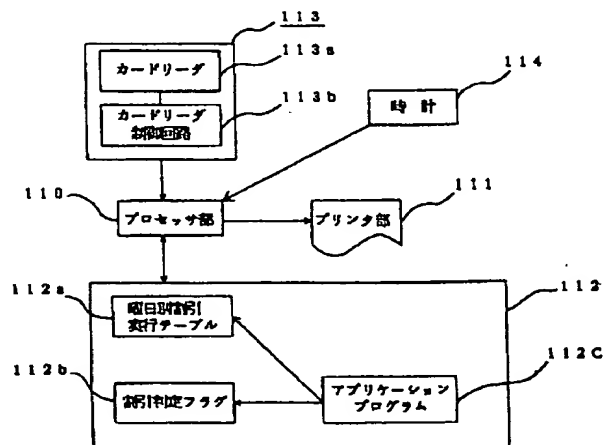 113
カードリーダ
113a
カードリーダ
制御回路
113b
時計
114
110
プロセッサ部
プリンタ部
111
112a
曜日別割引
実行テーブル
112
112b
割引判定フラグ
アプリケーション
プログラム
112C